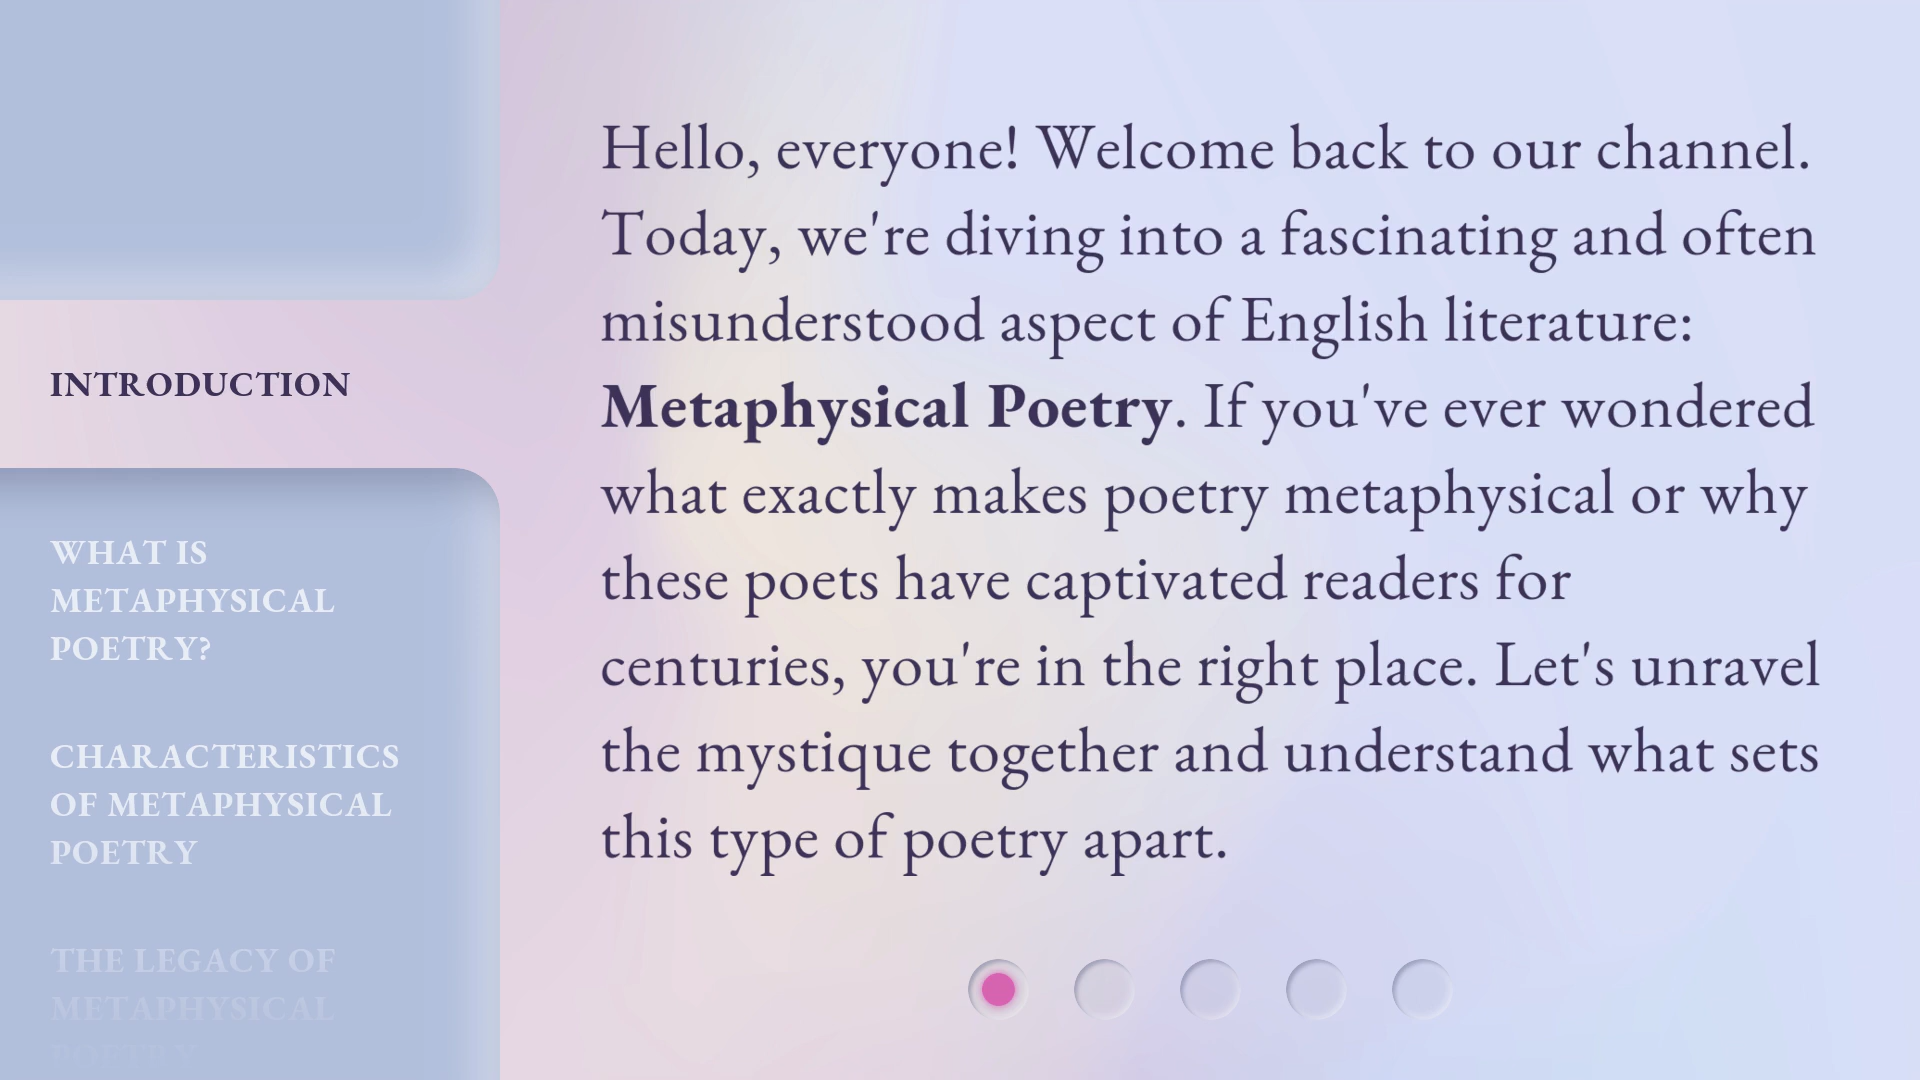 INTRODUCTION
WHAT IS
METAPHYSICAL
POETRY?
CHARACTERISTICS
OF METAPHYSICAL
POETRY
THE LEGACY OF
METAPHYSICAL
POETRY
Hello, everyone! Welcome back to our channel.
Today, we're diving into a fascinating and often
misunderstood aspect of English literature:
Metaphysical Poetry. If you've ever wondered
what exactly makes poetry metaphysical or why
these poets have captivated readers for
centuries, you're in the right place. Let's unravel
the mystique together and understand what sets
this type of poetry apart.